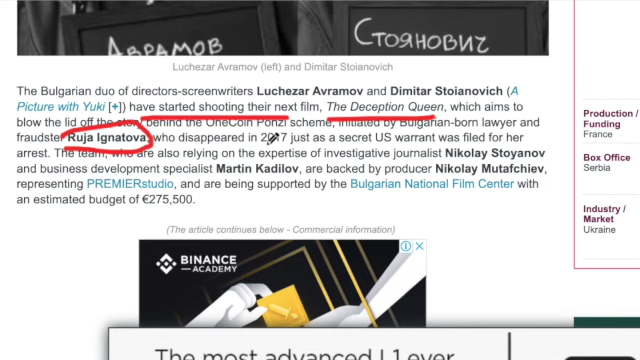 АВРАМОВ
СТОЯНОВИЧ
Luchezar Avramov (left) and Dimitar Stoianovich
The Bulgarian duo of directors-screenwriters Luchezar Avramov and Dimitar Stoianovich (A
Picture with Yuki [+]) have started shooting their next film, The Deception Queen, which aims to
blow the lid off the story behind the OneCoin Ponzi scheme, initiated by Bulgarian-born lawyer and
fraudster Ruja Ignatova, who disappeared in 2017 just as a secret US warrant was filed for her
arrest. The team, who are also relying on the expertise of investigative journalist Nikolay Stoyanov
and business development specialist Martin Kadilov, are backed by producer Nikolay Mutafchiev,
representing PREMIERstudio, and are being supported by the Bulgarian National Film Center with
an estimated budget of €275,500.
(The article continues below - Commercial information)
BINANCE
ACADEMY
Production /
Funding
France
Box Office
Serbia
Industry /
Market
Ukraine
The most advanced L1 ever